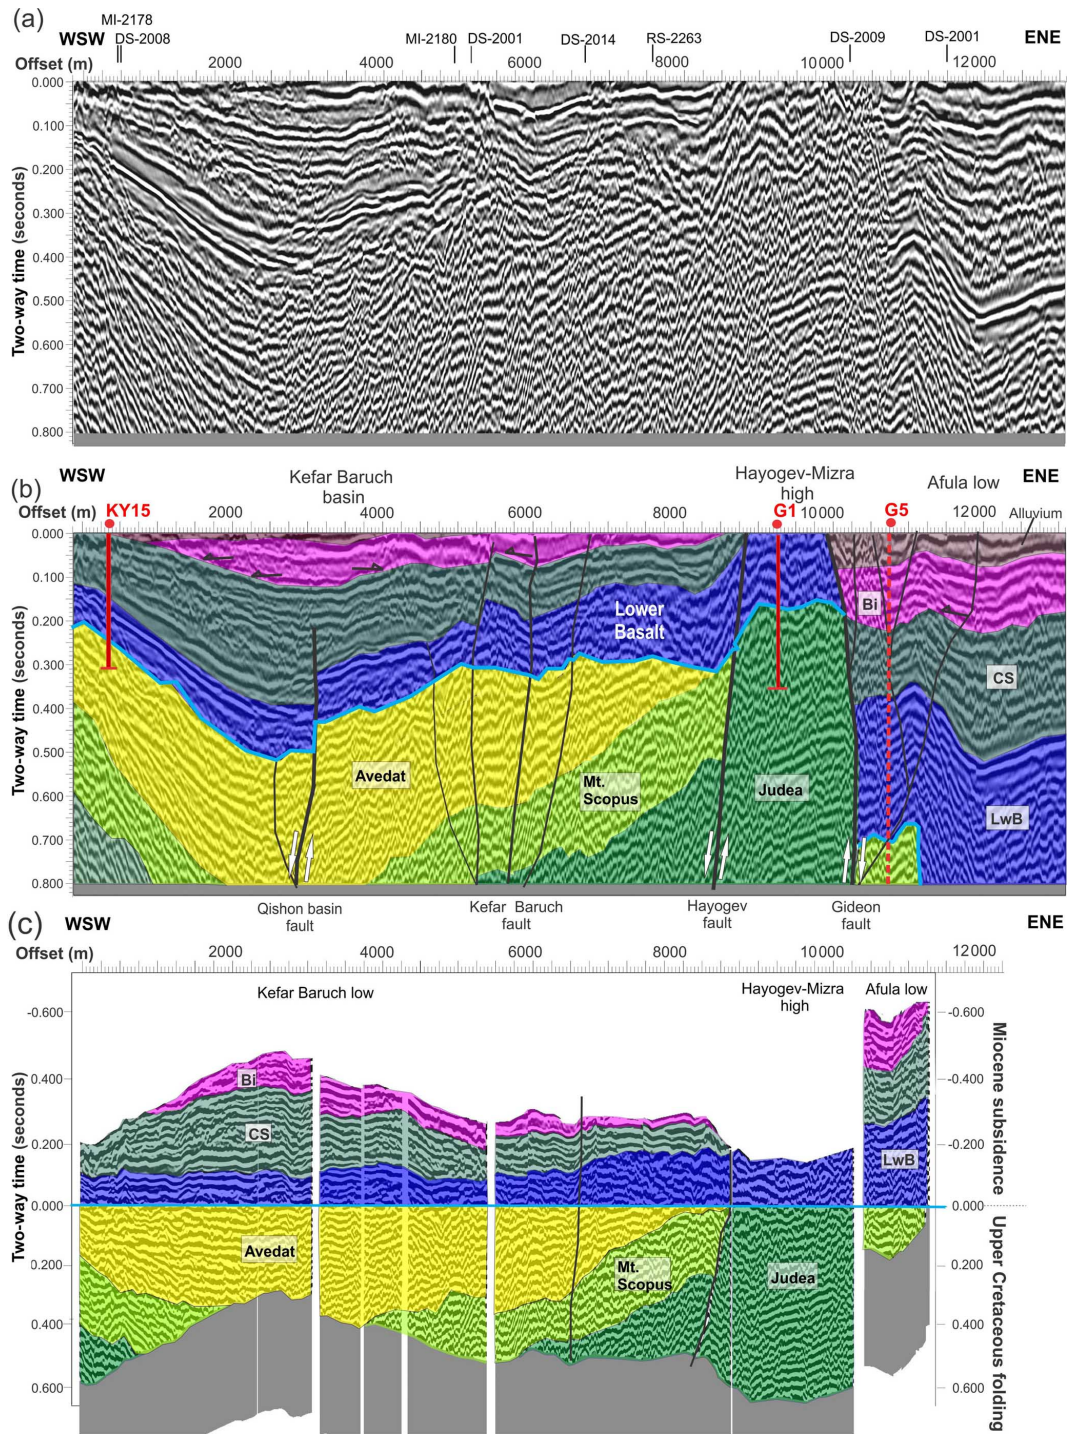 (a)
MI-2178
WSW DS-2008 MI-2180 DS-2001 DS-2014 RS-2263 DS-2009 DS-2001 ENE
Offset (m) 2000 4000 6000 8000 10000 12000
0.000
0.100
0.200
0.300
0.400
0.500
0.600
0.700
0.800
Two-way time (seconds)
(b) WSW Kefar Baruch basin Hayogev-Mizra high Afula low ENE
Offset (m) KY15 2000 4000 6000 8000 G1 10000 G5 12000 Alluvium
0.000
0.100
0.200
0.300
0.400
0.500
0.600
0.700
0.800
Two-way time (seconds)
Bi
Lower
Basalt
CS
Avedat
Mt.
Scopus
Judea
LwB
Qishon basin
fault
Kefar Baruch
fault
Hayogev
fault
Gideon
fault
(c) WSW ENE
Offset (m) 2000 4000 6000 8000 10000 12000
Kefar Baruch low
Hayogev-Mizra
high
Afula low
-0.600
0.400
0.200
0.000
0.200
0.400
0.600
Two-way time (seconds)
Bi
CS
LwB
Avedat
Mt.
Scopus
Judea
-0.600
-0.400
-0.200
0.000
0.200
0.400
0.600
Miocene subsidence
Upper Cretaceous folding